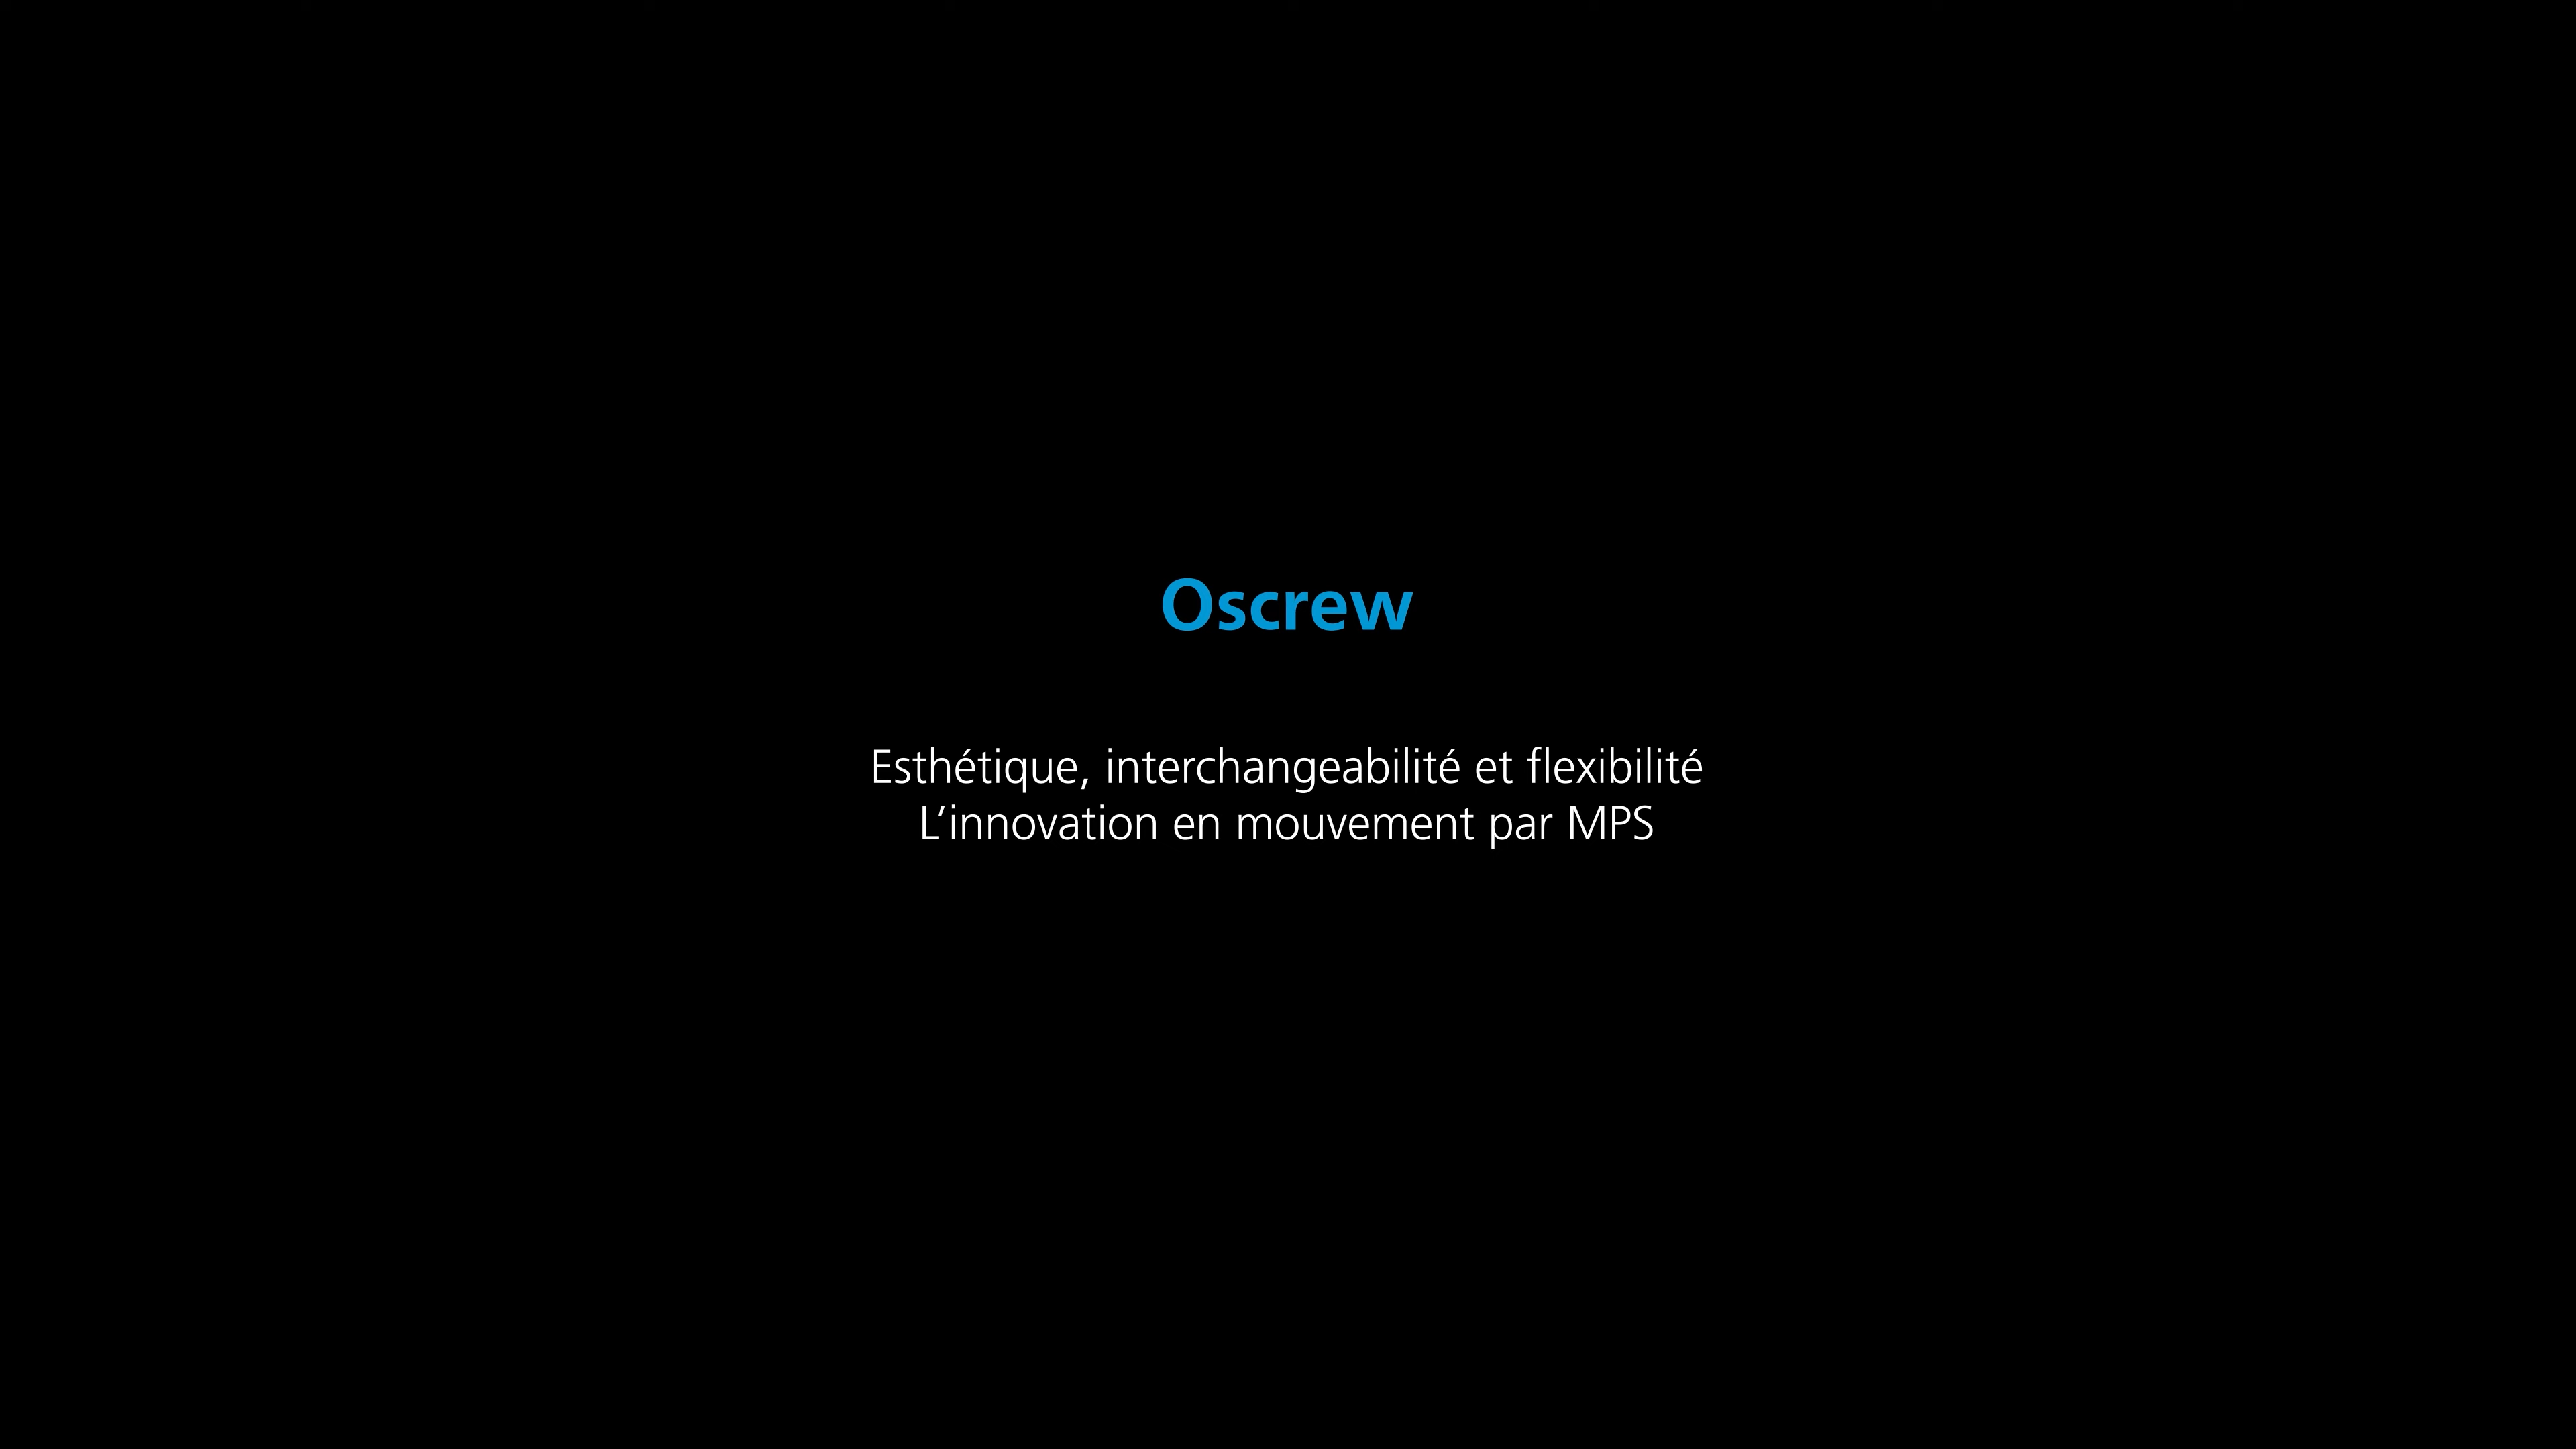 Oscrew
Esthétique, interchangeabilité et flexibilité
L’innovation en mouvement par MPS